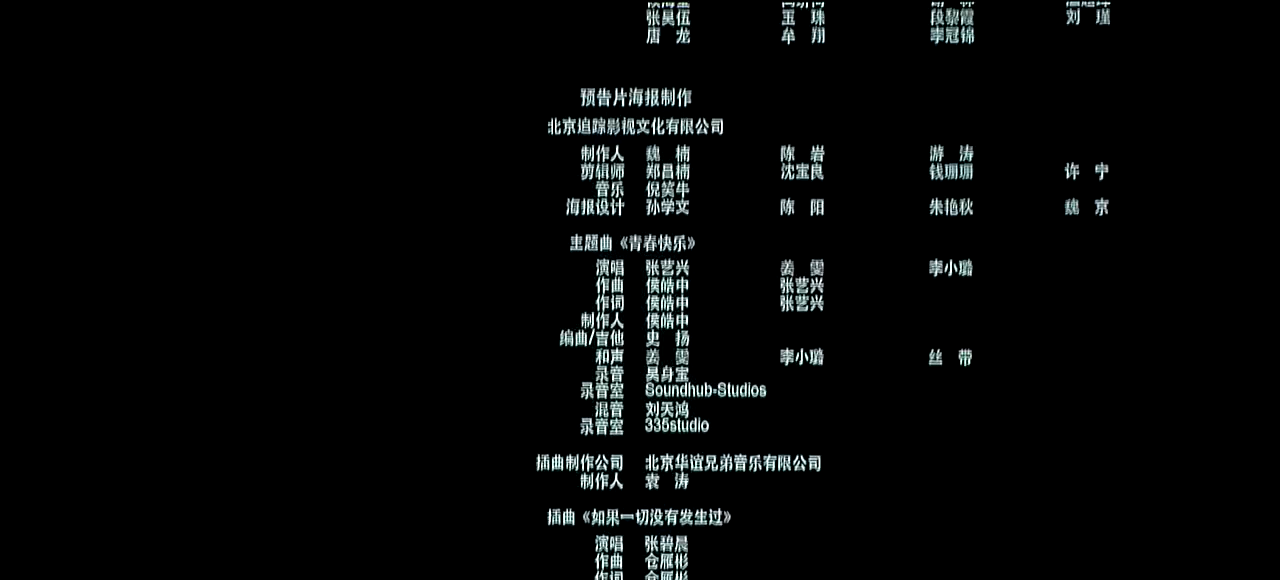 张昊伍 玉 珠 段黎霞 刘 瑾
唐 龙 牟 翔 李冠锦
预告片海报制作
北京追踪影视文化有限公司
制作人 魏 楠 陈 岩 游 涛
剪辑师 郑昌楠 沈宝良 钱珊珊 许 宁
音乐 倪笑牛
海报设计 孙学文 陈 阳 朱艳秋 魏 京
主题曲《青春快乐》
演唱 张艺兴 姜 雯 李小璐
作曲 侯皓中 张艺兴
作词 侯皓中 张艺兴
制作人 侯皓中
编曲/吉他 史 扬
和声 姜 雯 李小璐 丝 带
录音 吴身宝
录音室 Soundhub-Studios
混音 刘天鸿
录音室 335studio
插曲制作公司 北京华谊兄弟音乐有限公司
制作人 袁 涛
插曲《如果一切没有发生过》
演唱 张碧晨
作曲 仓雁彬
作词 仓雁彬